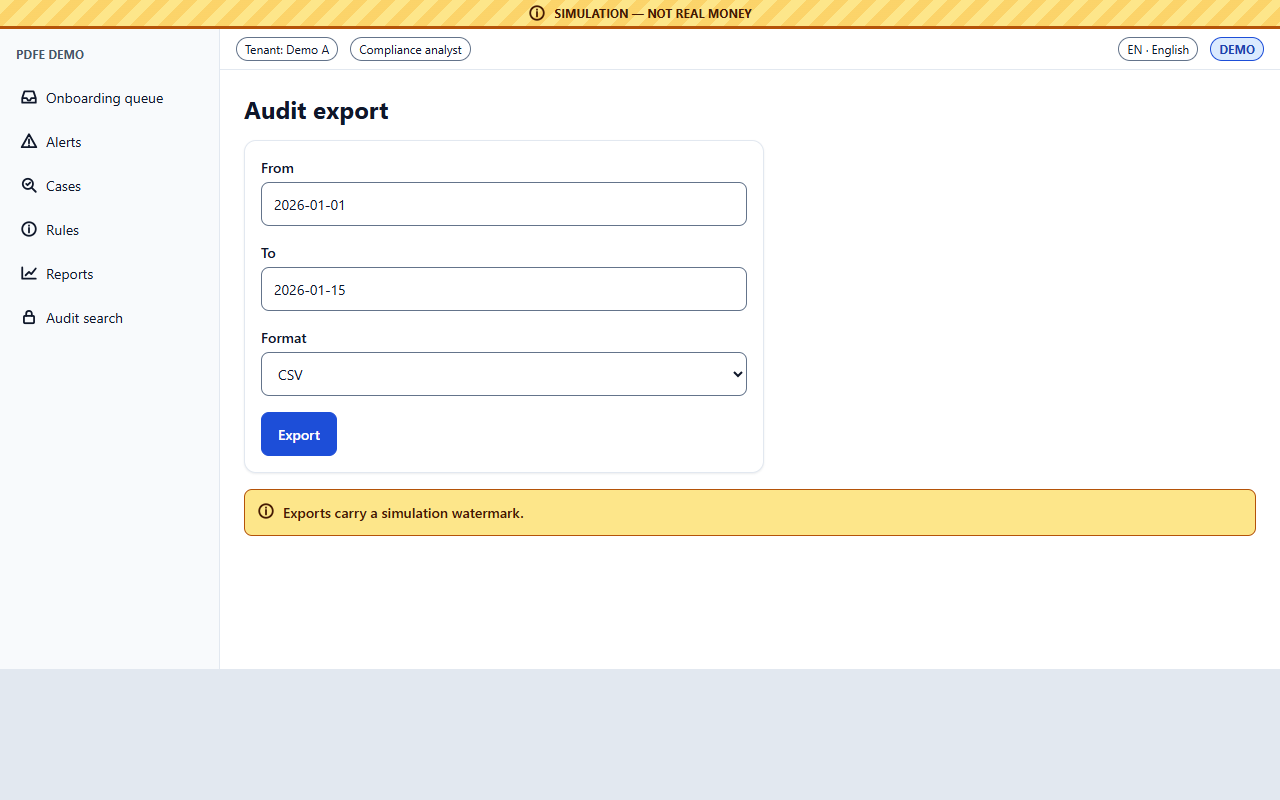 SIMULATION — NOT REAL MONEY
PDFE DEMO
Onboarding queue
Alerts
Cases
Rules
Reports
Audit search
Tenant: Demo A
Compliance analyst
EN · English
DEMO
Audit export
From
2026-01-01
To
2026-01-15
Format
CSV
Export
Exports carry a simulation watermark.